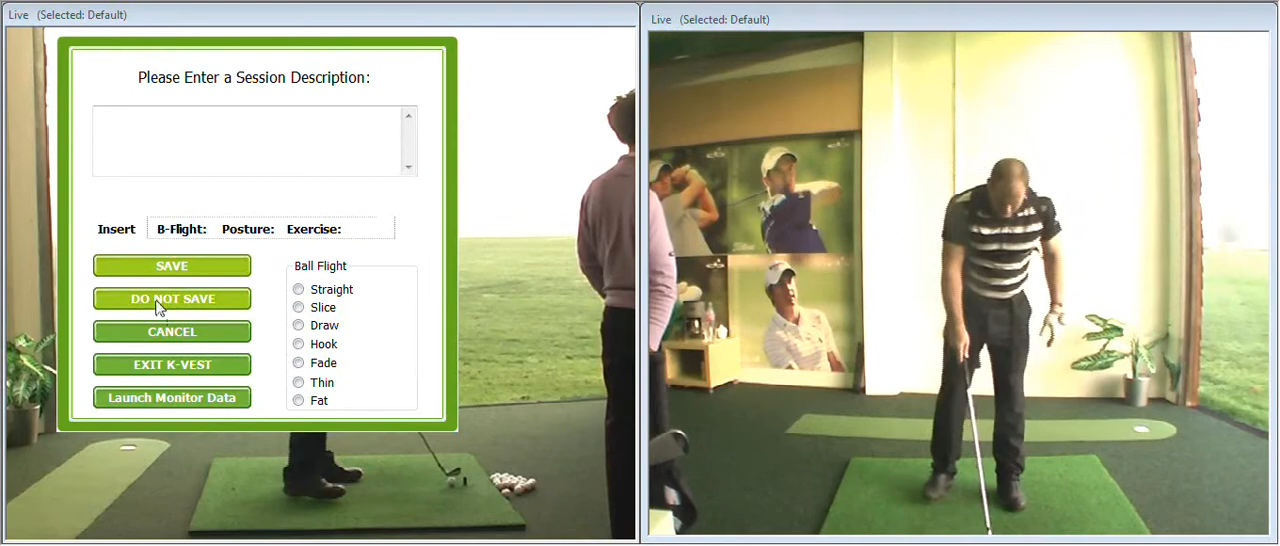 Live (Selected: Default)
Live (Selected: Default)
Please Enter a Session Description:
Insert B-Flight: Posture: Exercise:
SAVE
DO NOT SAVE
CANCEL
EXIT K-VEST
Launch Monitor Data
Ball Flight
Straight
Slice
Draw
Hook
Fade
Thin
Fat
Titleist